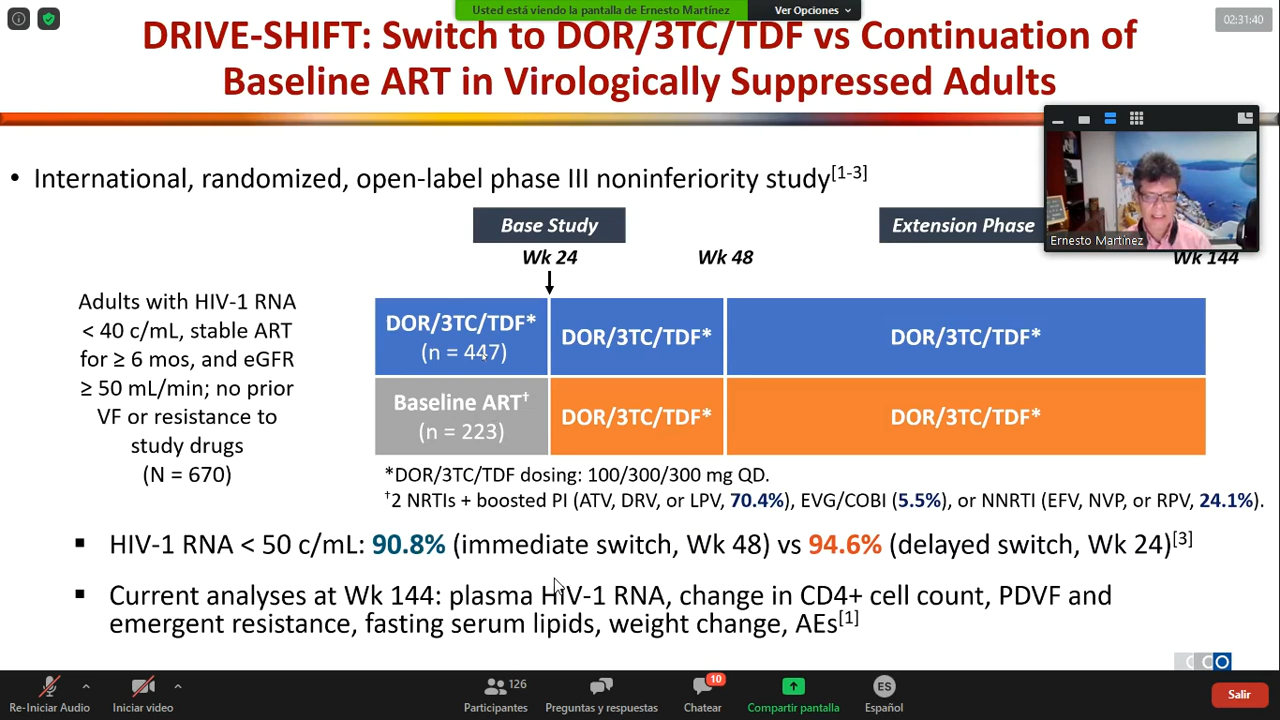 Usted está viendo la pantalla de Ernesto Martínez
Ver Opciones
02:31:40
DRIVE-SHIFT: Switch to DOR/3TC/TDF vs Continuation of
Baseline ART in Virologically Suppressed Adults
• International, randomized, open-label phase III noninferiority study[1-3]
Ernesto Martínez
Base Study
Extension Phase
Wk 24
Wk 48
Wk 144
Adults with HIV-1 RNA
< 40 c/mL, stable ART
for ≥ 6 mos, and eGFR
≥ 50 mL/min; no prior
VF or resistance to
study drugs
(N = 670)
DOR/3TC/TDF*
(n = 447)
DOR/3TC/TDF*
DOR/3TC/TDF*
Baseline ART†
(n = 223)
DOR/3TC/TDF*
DOR/3TC/TDF*
*DOR/3TC/TDF dosing: 100/300/300 mg QD.
†2 NRTIs + boosted PI (ATV, DRV, or LPV, 70.4%), EVG/COBI (5.5%), or NNRTI (EFV, NVP, or RPV, 24.1%).
▪ HIV-1 RNA < 50 c/mL: 90.8% (immediate switch, Wk 48) vs 94.6% (delayed switch, Wk 24)[3]
▪ Current analyses at Wk 144: plasma HIV-1 RNA, change in CD4+ cell count, PDVF and
emergent resistance, fasting serum lipids, weight change, AEs[1]
CCO
Re-Iniciar Audio
Iniciar video
126
Participantes
Preguntas y respuestas
10
Chatear
Compartir pantalla
ES
Español
Salir